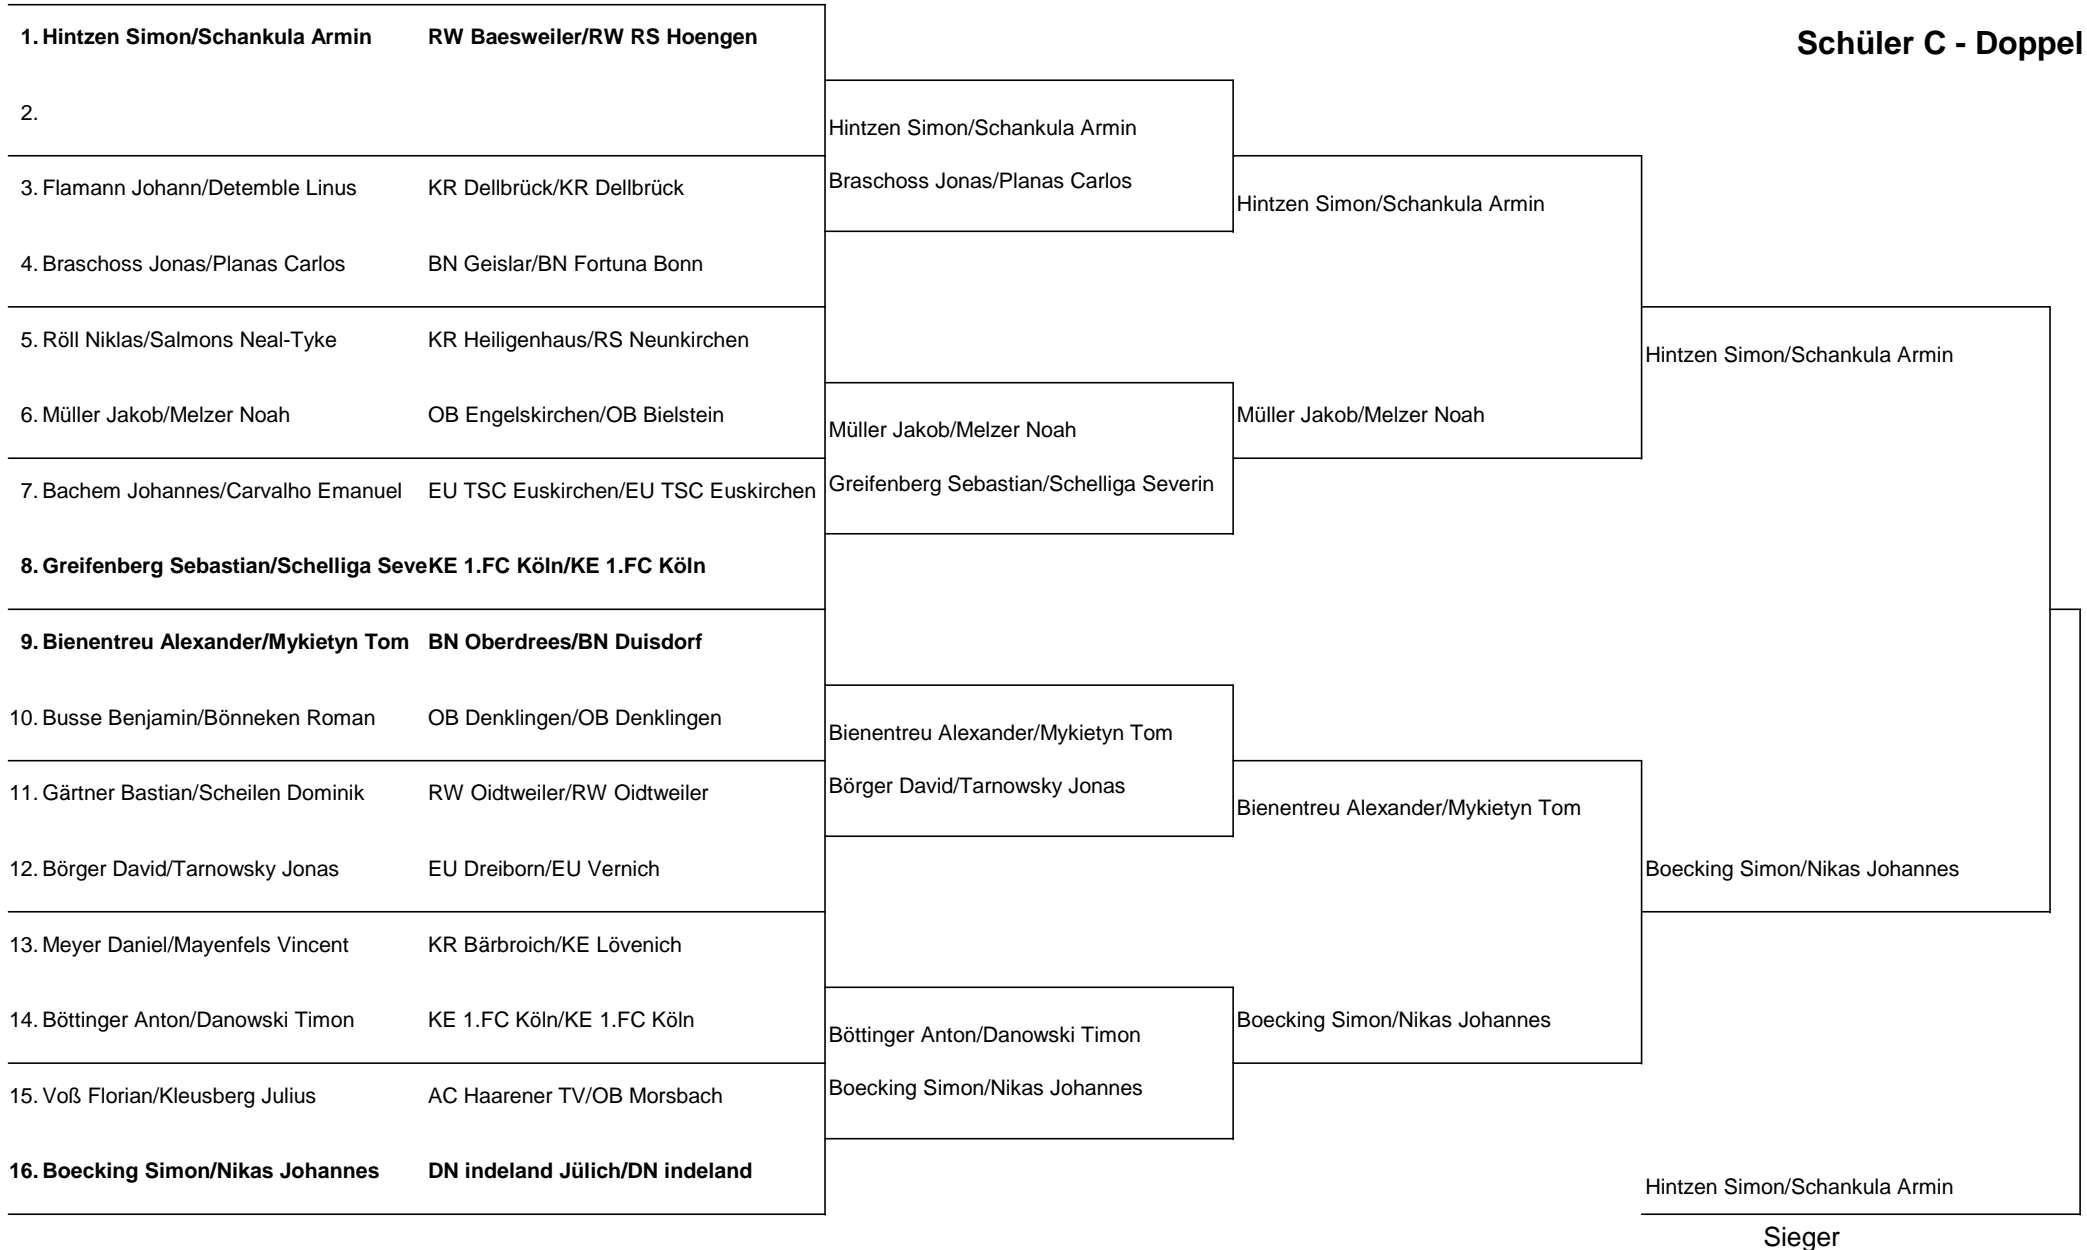 Schüler C - Doppel
1. Hintzen Simon/Schankula Armin RW Baesweiler/RW RS Hoengen
2.
3. Flamann Johann/Detemble Linus KR Dellbrück/KR Dellbrück
4. Braschoss Jonas/Planas Carlos BN Geislar/BN Fortuna Bonn
5. Röll Niklas/Salmons Neal-Tyke KR Heiligenhaus/RS Neunkirchen
6. Müller Jakob/Melzer Noah OB Engelskirchen/OB Bielstein
7. Bachem Johannes/Carvalho Emanuel EU TSC Euskirchen/EU TSC Euskirchen
8. Greifenberg Sebastian/Schelliga Seve KE 1.FC Köln/KE 1.FC Köln
9. Bienentreu Alexander/Mykietyn Tom BN Oberdrees/BN Duisdorf
10. Busse Benjamin/Bönneken Roman OB Denklingen/OB Denklingen
11. Gärtner Bastian/Scheilen Dominik RW Oidtweiler/RW Oidtweiler
12. Börger David/Tarnowsky Jonas EU Dreiborn/EU Vernich
13. Meyer Daniel/Mayenfels Vincent KR Bärbroich/KE Lövenich
14. Böttinger Anton/Danowski Timon KE 1.FC Köln/KE 1.FC Köln
15. Voß Florian/Kleusberg Julius AC Haarener TV/OB Morsbach
16. Boecking Simon/Nikas Johannes DN indeland Jülich/DN indeland
Hintzen Simon/Schankula Armin
Braschoss Jonas/Planas Carlos
Müller Jakob/Melzer Noah
Greifenberg Sebastian/Schelliga Severin
Bienentreu Alexander/Mykietyn Tom
Börger David/Tarnowsky Jonas
Böttinger Anton/Danowski Timon
Boecking Simon/Nikas Johannes
Hintzen Simon/Schankula Armin
Müller Jakob/Melzer Noah
Bienentreu Alexander/Mykietyn Tom
Boecking Simon/Nikas Johannes
Hintzen Simon/Schankula Armin
Boecking Simon/Nikas Johannes
Hintzen Simon/Schankula Armin
Sieger